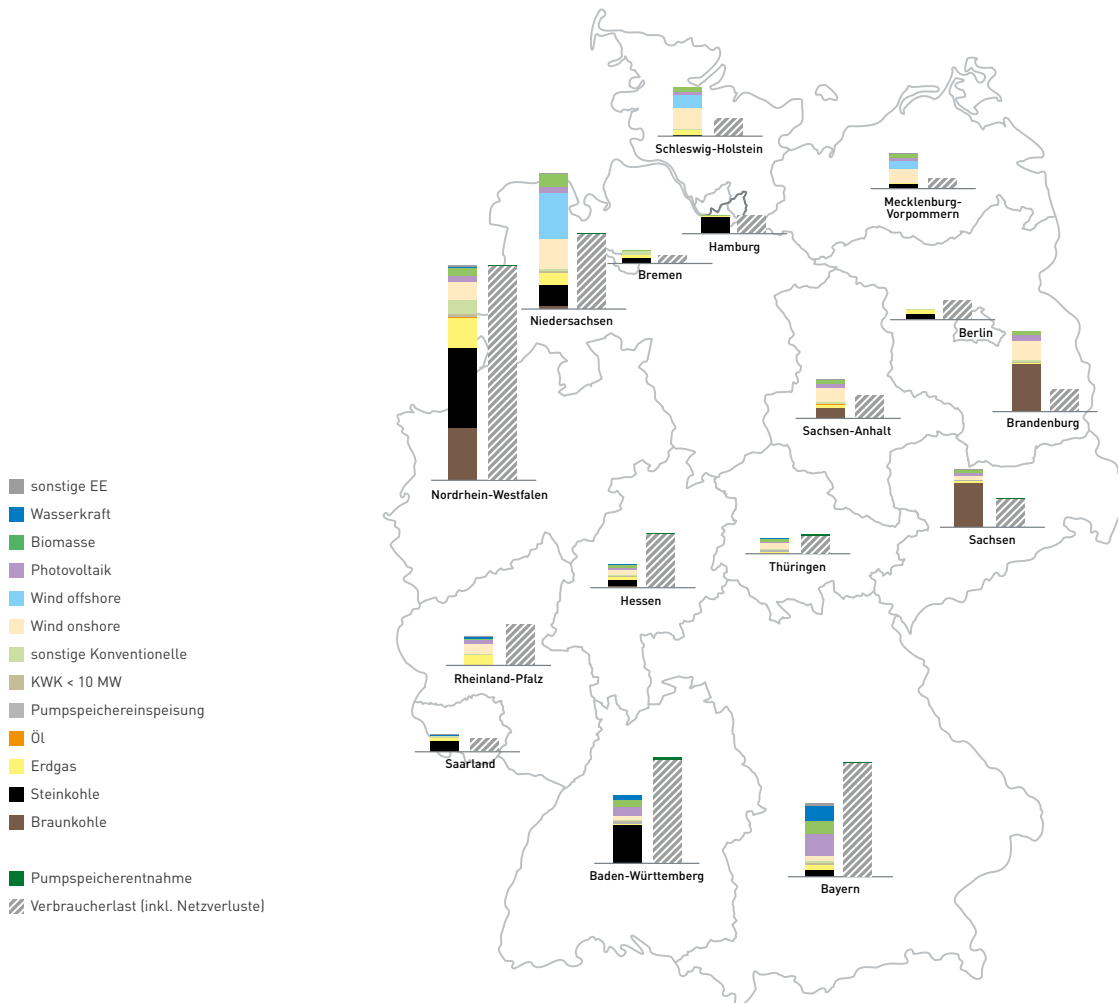 Schleswig-Holstein
Mecklenburg-
Vorpommern
Hamburg
Bremen
Niedersachsen
Berlin
Brandenburg
Sachsen-Anhalt
Nordrhein-Westfalen
Sachsen
Thüringen
Hessen
Rheinland-Pfalz
Saarland
Baden-Württemberg
Bayern
sonstige EE
Wasserkraft
Biomasse
Photovoltaik
Wind offshore
Wind onshore
sonstige Konventionelle
KWK < 10 MW
Pumpspeichereinspeisung
Öl
Erdgas
Steinkohle
Braunkohle
Pumpspeicherentnahme
Verbraucherlast (inkl. Netzverluste)